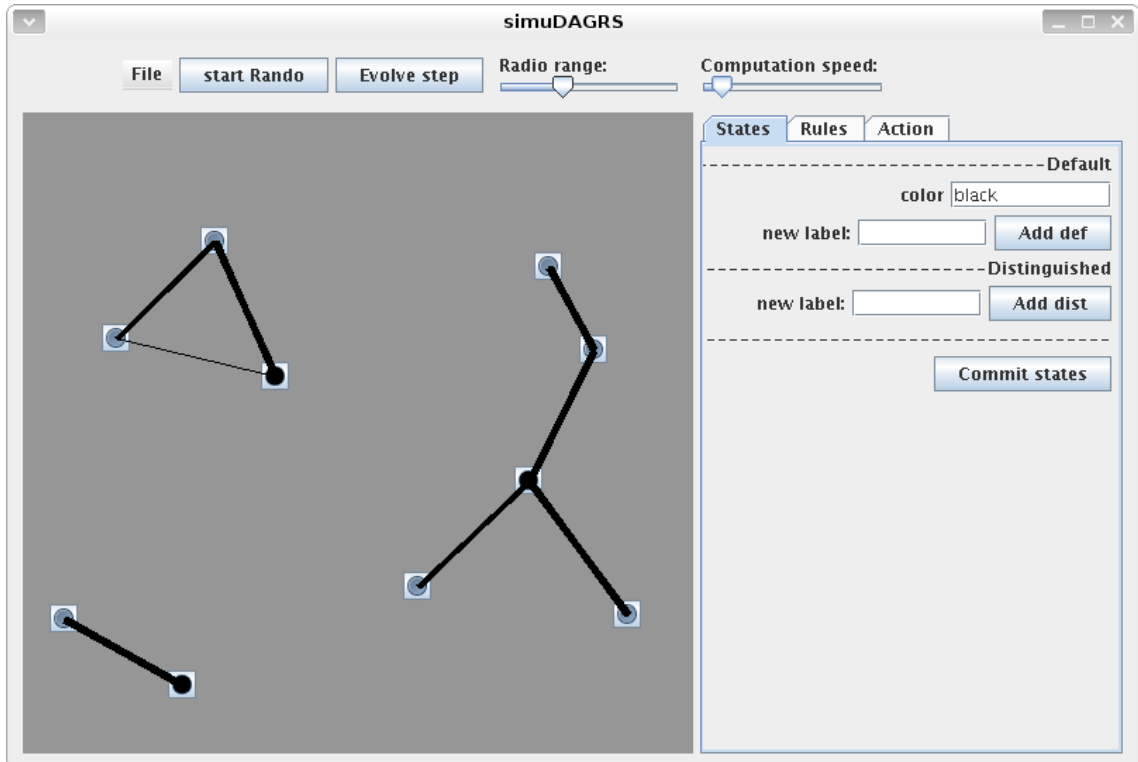 simuDAGRS
File start Rando Evolve step Radio range: Computation speed:
States Rules Action
Default
color black
new label: Add def
Distinguished
new label: Add dist
Commit states